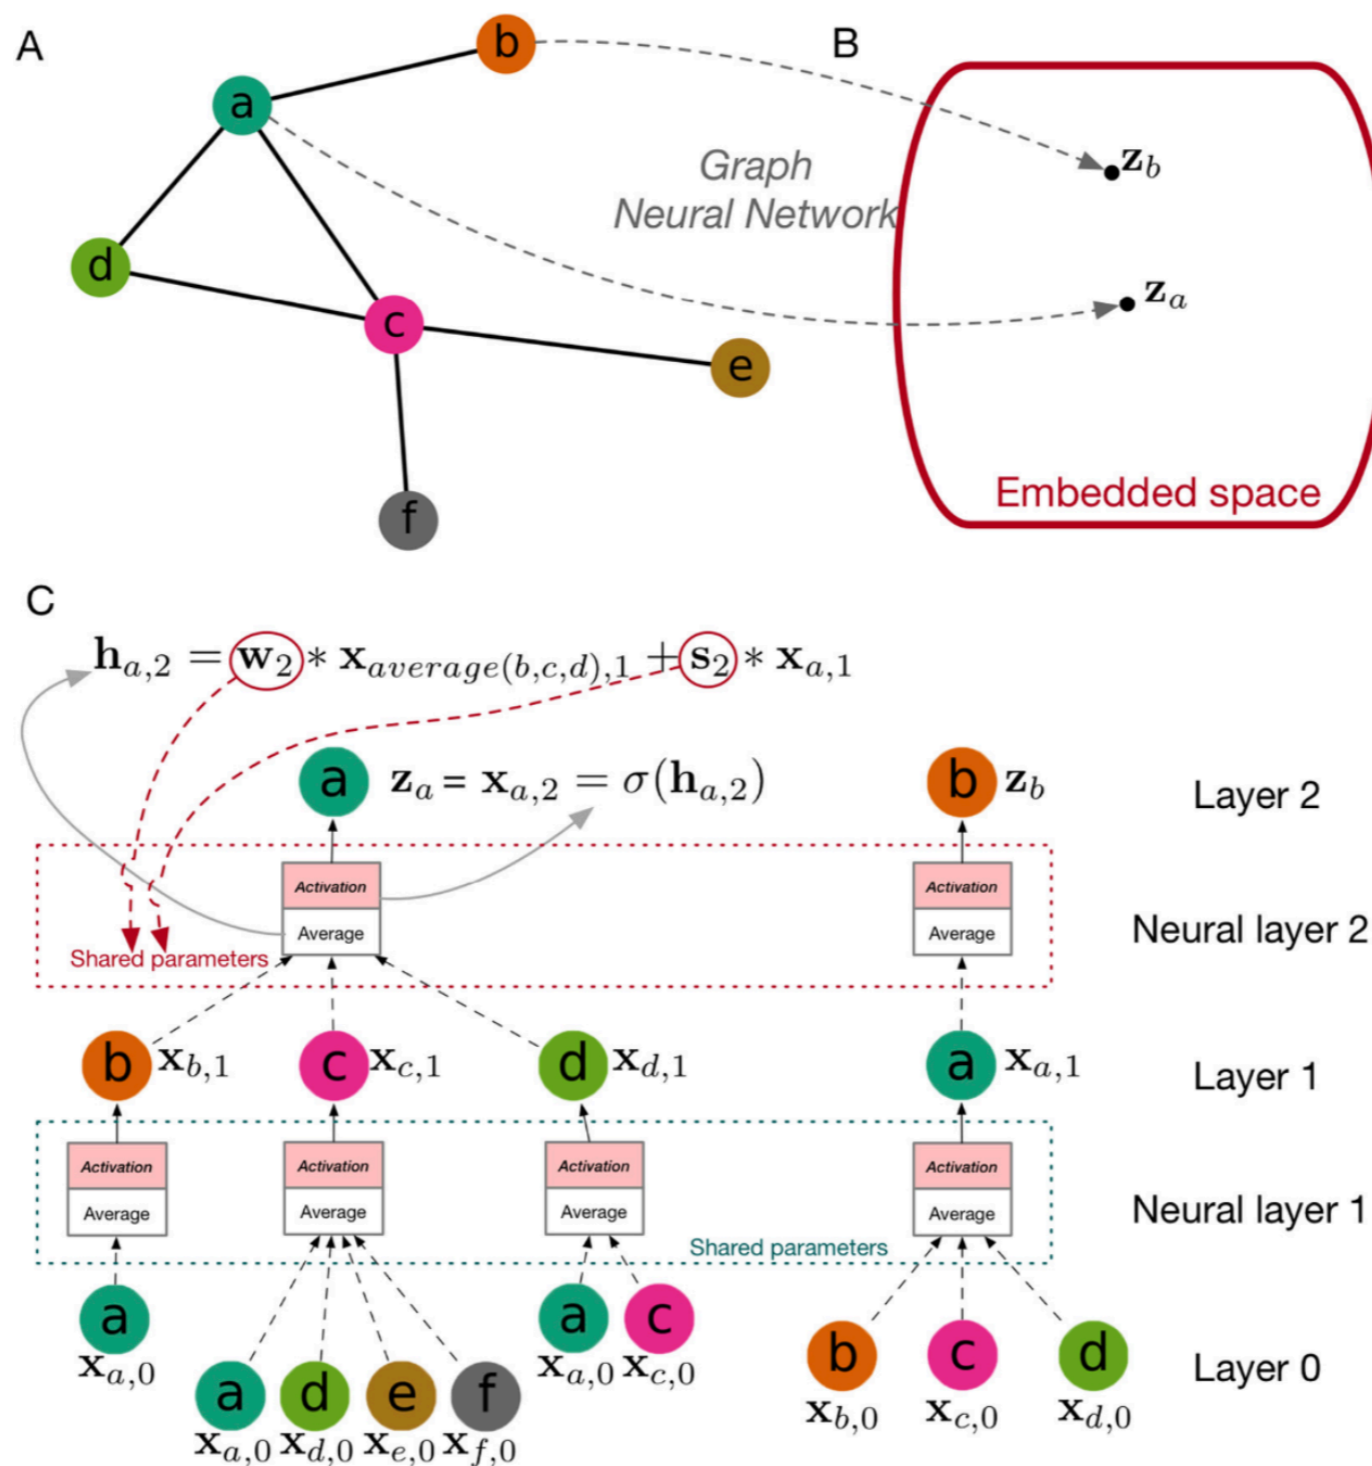 A
b
B
a
Graph
Neural Network
z_b
d
z_a
c
e
Embedded space
f
C
h_{a,2} = w_2 * x_{average(b,c,d),1} + s_2 * x_{a,1}
a z_a = x_{a,2} = σ(h_{a,2})
b z_b
Layer 2
Activation
Average
Activation
Average
Neural layer 2
Shared parameters
b x_{b,1}
c x_{c,1}
d x_{d,1}
a x_{a,1}
Layer 1
Activation
Average
Activation
Average
Activation
Average
Activation
Average
Neural layer 1
Shared parameters
a
x_{a,0}
a d e f
x_{a,0} x_{d,0} x_{e,0} x_{f,0}
a c
x_{a,0} x_{c,0}
b c d
x_{b,0} x_{c,0} x_{d,0}
Layer 0